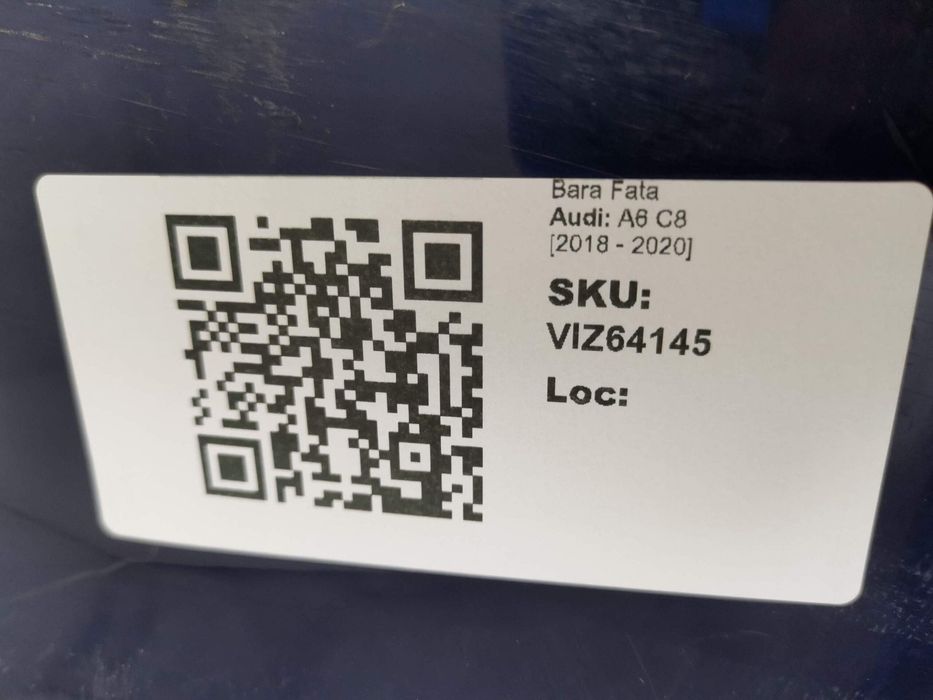 Bara Fata
Audi: A6 C8
[2018 - 2020]
SKU:
VIZ64145
Loc: